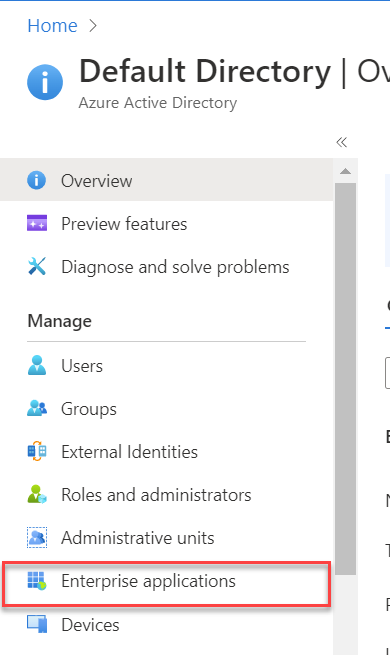 Home >
Default Directory | Ov
Azure Active Directory
«
Overview
Preview features
Diagnose and solve problems
Manage
Users
Groups
External Identities
Roles and administrators
Administrative units
Enterprise applications
Devices